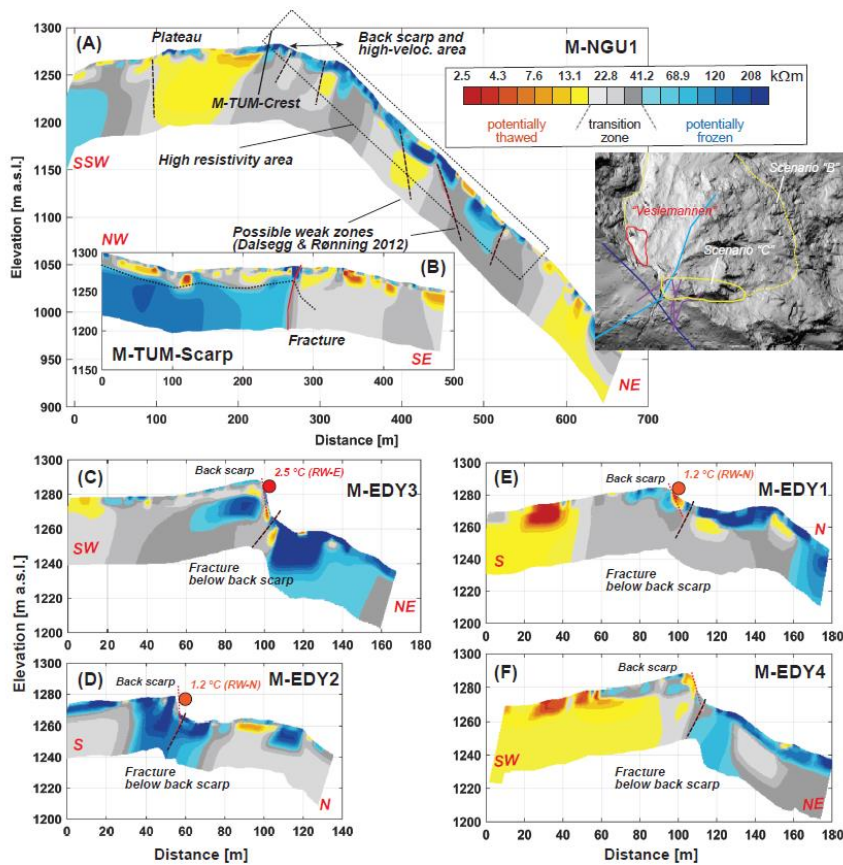 (A)
Plateau
Back scarp and
high-veloc. area
M-NGU1
1300
1250
1200
1150
1100
1050
1000
950
900
Elevation [m a.s.l.]
2.5 4.3 7.6 13.1 22.8 41.2 68.9 120 208 kΩm
potentially
thawed
transition
zone
potentially
frozen
M-TUM-Crest
High resistivity area
SSW
Possible weak zones
(Dalsegg & Rønning 2012)
NE
0 100 200 300 400 500 600 700
Distance [m]
NW
(B)
1300
1250
1200
1150
M-TUM-Scarp
Fracture
SE
0 100 200 300 400 500
Scenario "B"
"Veslemannen"
Scenario "C"
(C)
Back scarp
2.5 °C (RW-E)
M-EDY3
1300
1280
1260
1240
1220
1200
SW
Fracture
below back scarp
NE
0 20 40 60 80 100 120 140 160 180
(E)
Back scarp
1.2 °C (RW-N)
M-EDY1
1300
1280
1260
1240
1220
1200
S
Fracture
below back scarp
N
0 20 40 60 80 100 120 140 160 180
Elevation [m a.s.l.]
(D)
Back scarp
1.2 °C (RW-N)
M-EDY2
1300
1280
1260
1240
1220
1200
S
Fracture
below back scarp
N
0 20 40 60 80 100 120 140
Distance [m]
(F)
Back scarp
M-EDY4
1300
1280
1260
1240
1220
1200
SW
Fracture
below back scarp
NE
0 20 40 60 80 100 120 140 160 180
Distance [m]